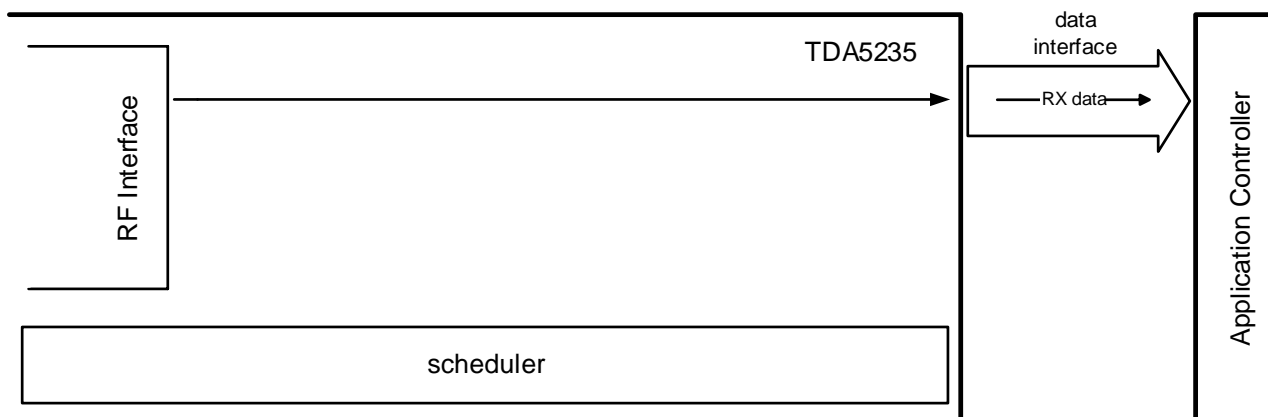 data
interface
TDA5235
RX data
RF Interface
Application Controller
scheduler